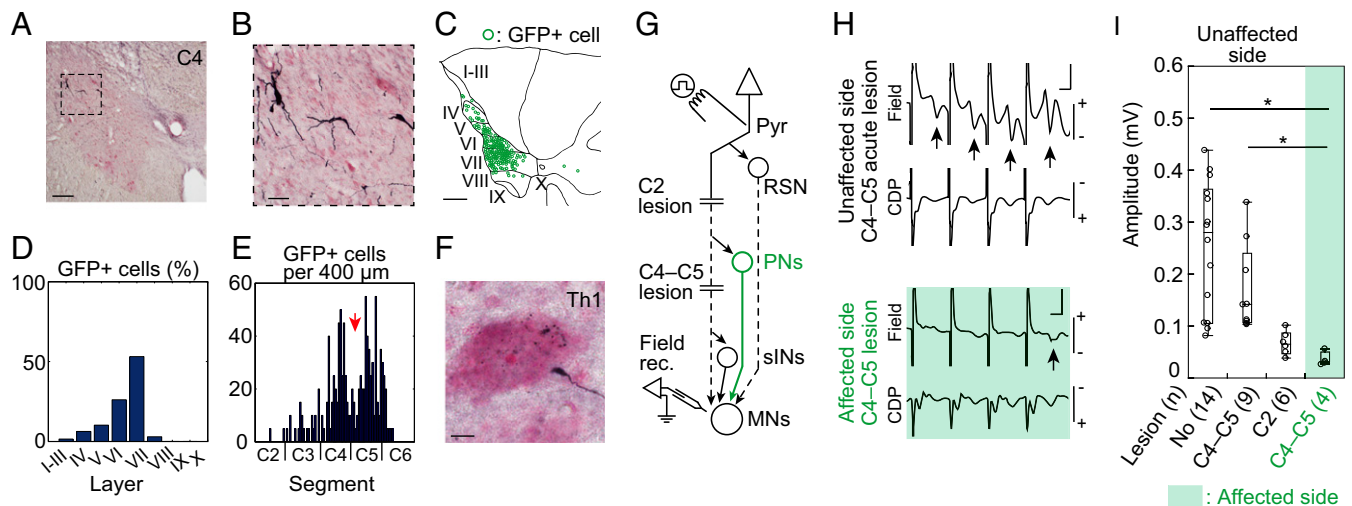 A
C4
B
C
: GFP+ cell
I-III
IV
V
VI
VII
VIII
IX
X
D
GFP+ cells (%)
100
50
0
I-III
IV
V
VI
VII
VIII
IX
X
Layer
E
GFP+ cells
per 400 µm
60
40
20
0
C2
C3
C4
C5
C6
Segment
F
Th1
G
Pyr
C2
lesion
RSN
PNs
C4–C5
lesion
Field
rec.
sINs
MNs
H
Unaffected side
C4–C5 acute lesion
Field
+
-
CDP
-
+
Affected side
C4–C5 lesion
Field
+
-
CDP
-
+
I
Unaffected
side
Amplitude (mV)
0.6
0.5
0.4
0.3
0.2
0.1
0
*
*
Lesion (n)
No (14)
C4–C5 (9)
C2 (6)
C4–C5 (4)
: Affected side